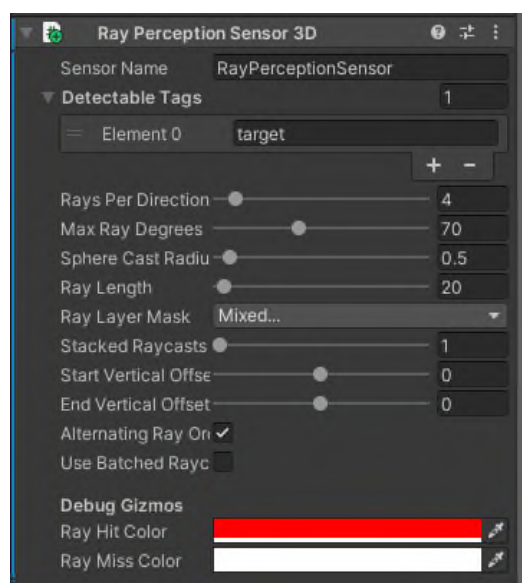 Ray Perception Sensor 3D
Sensor Name RayPerceptionSensor
Detectable Tags 1
Element 0 target
+ -
Rays Per Direction 4
Max Ray Degrees 70
Sphere Cast Radiu 0.5
Ray Length 20
Ray Layer Mask Mixed...
Stacked Raycasts 1
Start Vertical Offse 0
End Vertical Offset 0
Alternating Ray Or
Use Batched Rayc
Debug Gizmos
Ray Hit Color
Ray Miss Color